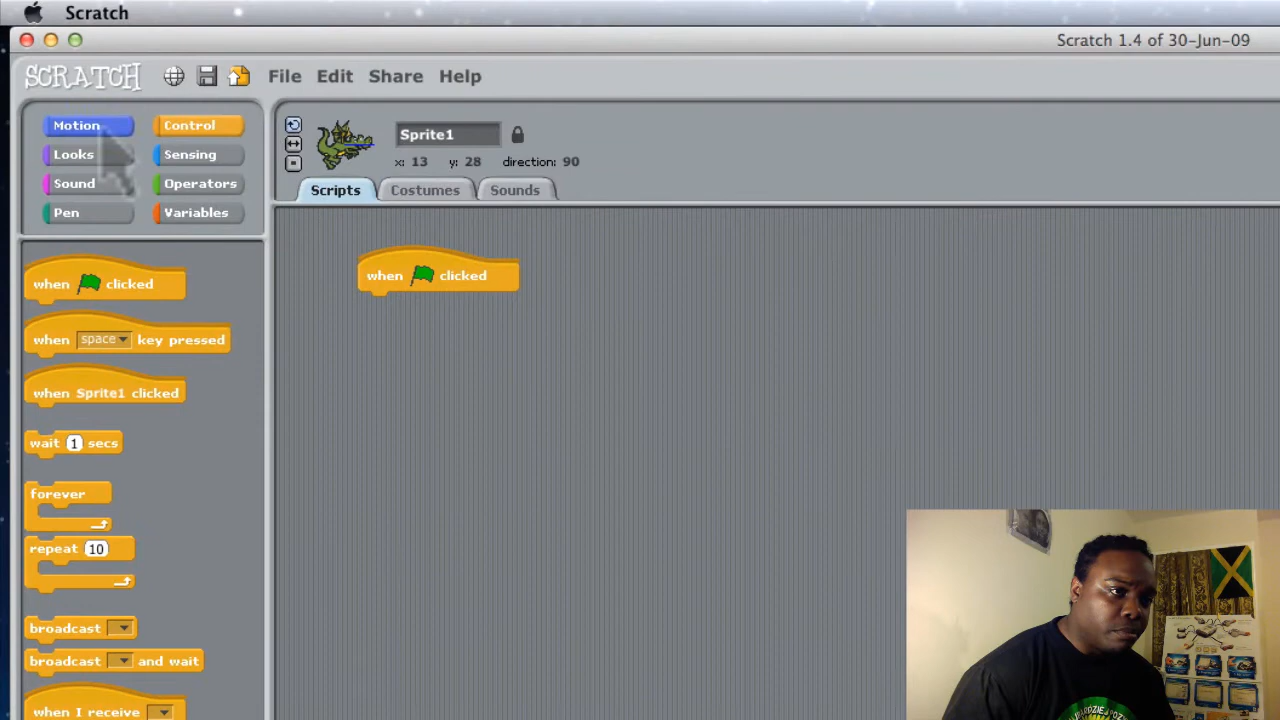 Scratch
Scratch 1.4 of 30-Jun-09
SCRATCH File Edit Share Help
Motion Control
Looks Sensing
Sound Operators
Pen Variables
Sprite1
x: 13 y: 28 direction: 90
Scripts Costumes Sounds
when clicked
when space key pressed
when Sprite1 clicked
wait 1 secs
forever
repeat 10
broadcast
broadcast and wait
when I receive
when clicked